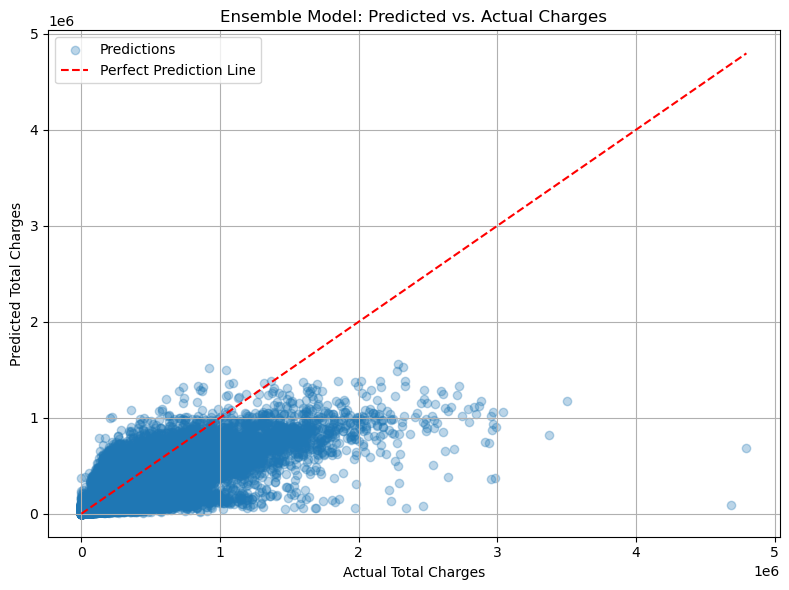 Ensemble Model: Predicted vs. Actual Charges
1e6
Predictions
Perfect Prediction Line
5
4
3
2
1
0
Predicted Total Charges
0 1 2 3 4 5
1e6
Actual Total Charges